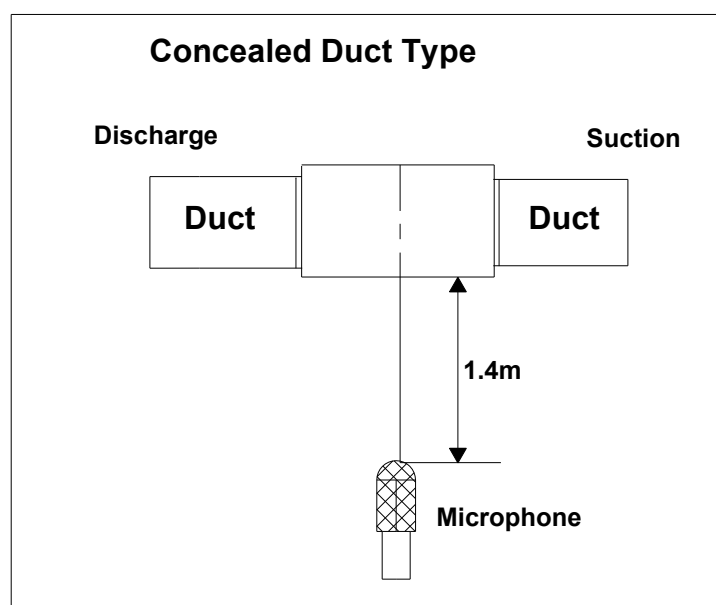 Concealed Duct Type
Discharge
Suction
Duct
Duct
1.4m
Microphone